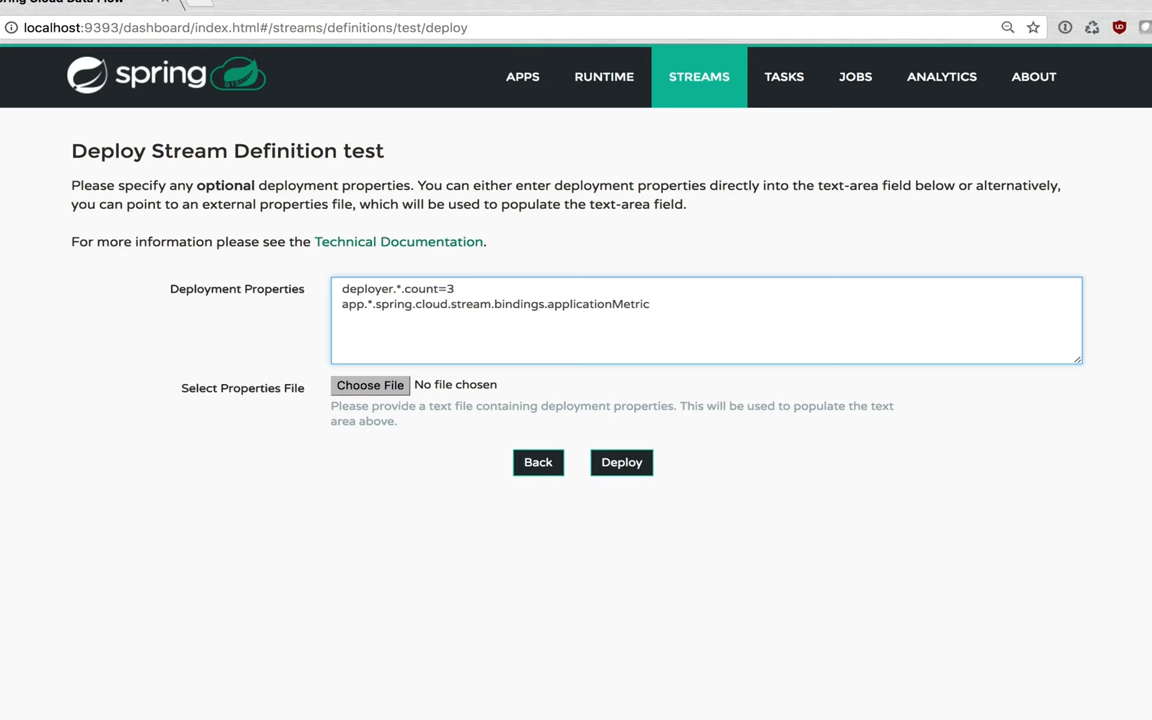 localhost:9393/dashboard/index.html#/streams/definitions/test/deploy
spring
APPS RUNTIME STREAMS TASKS JOBS ANALYTICS ABOUT
Deploy Stream Definition test
Please specify any optional deployment properties. You can either enter deployment properties directly into the text-area field below or alternatively,
you can point to an external properties file, which will be used to populate the text-area field.
For more information please see the Technical Documentation.
Deployment Properties
deployer.*.count=3
app.*.spring.cloud.stream.bindings.applicationMetric
Select Properties File
Choose File No file chosen
Please provide a text file containing deployment properties. This will be used to populate the text
area above.
Back Deploy